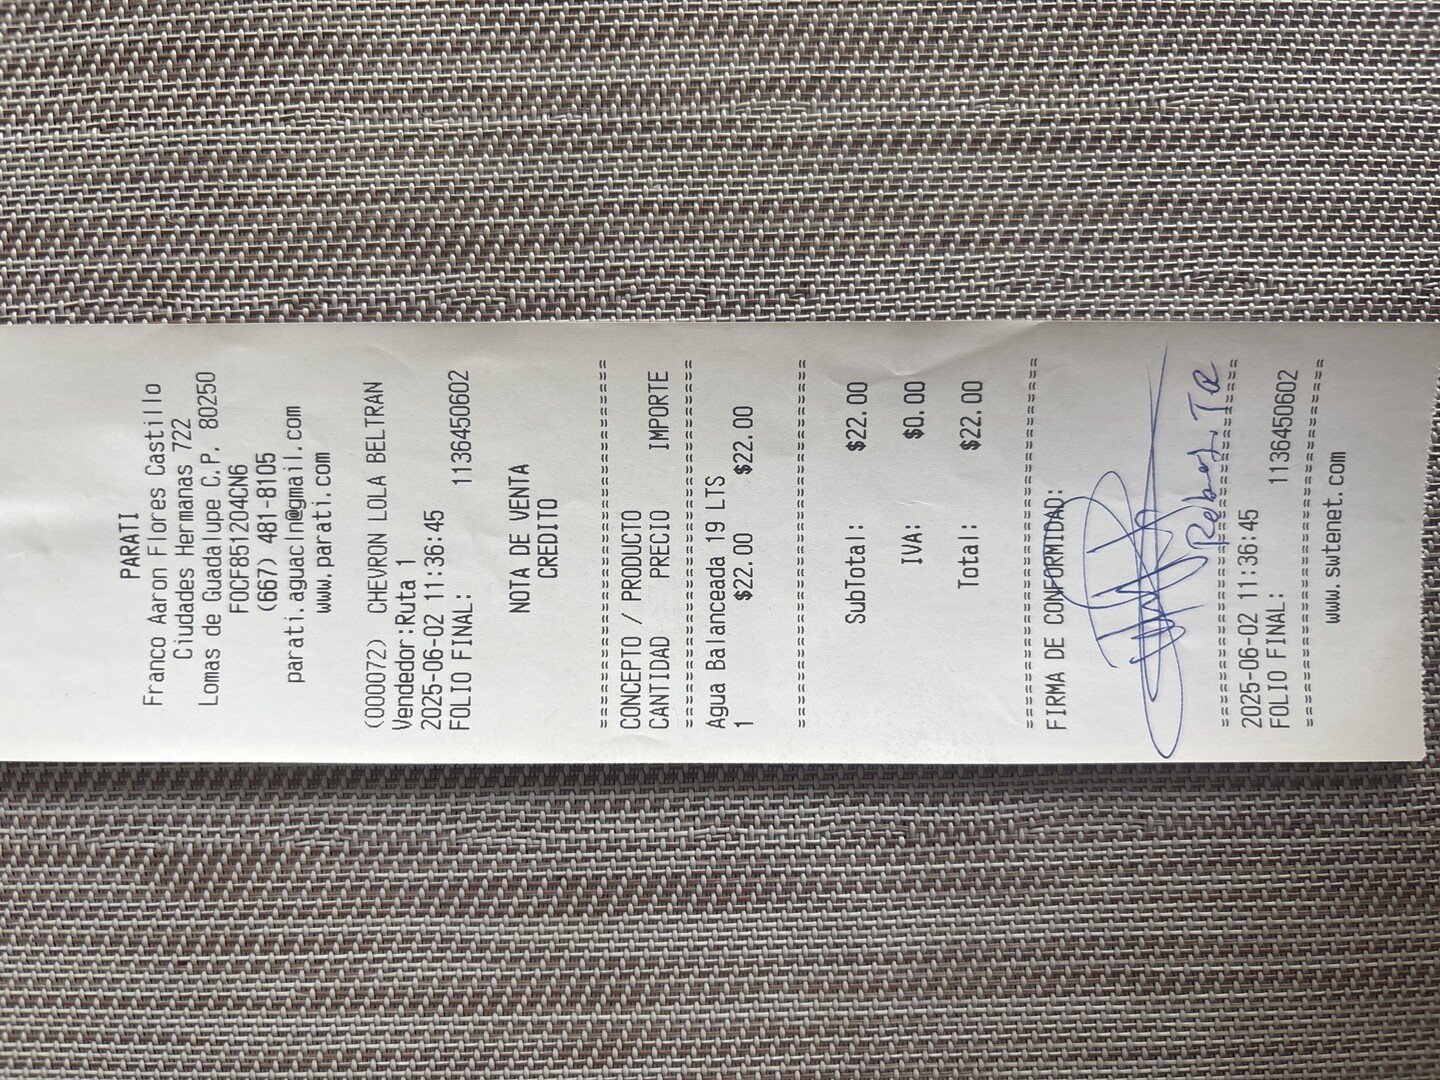 PARATI
Franco Aaron Flores Castillo
Ciudades Hermanas 722
Lomas de Guadalupe C.P. 80250
FOCF851204CN6
(667) 481-8105
parati.aguacln@gmail.com
www.parati.com
(000072) CHEVRON LOLA BELTRAN
Vendedor:Ruta 1
2025-06-02 11:36:45
FOLIO FINAL: 1136450602
NOTA DE VENTA
CREDITO
==============================
CONCEPTO / PRODUCTO
CANTIDAD PRECIO IMPORTE
==============================
Agua Balanceada 19 LTS
1 $22.00 $22.00
==============================
SubTotal: $22.00
IVA: $0.00
Total: $22.00
==============================
FIRMA DE CONFORMIDAD:
==============================
2025-06-02 11:36:45
FOLIO FINAL: 1136450602
==============================
www.swtenet.com